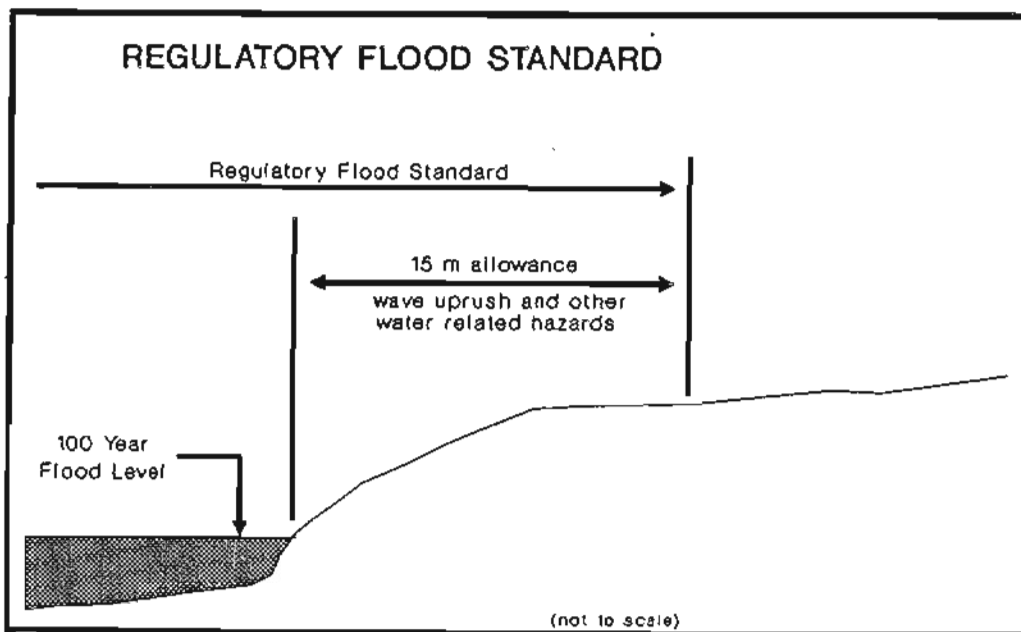 REGULATORY FLOOD STANDARD
Regulatory Flood Standard
15 m allowance
wave uprush and other
water related hazards
100 Year
Flood Level
(not to scale)